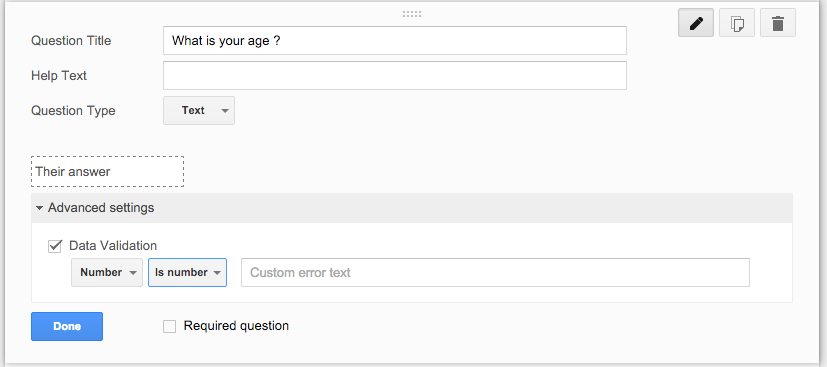 Question Title What is your age ?
Help Text
Question Type Text
Their answer
Advanced settings
Data Validation
Number Is number Custom error text
Done Required question